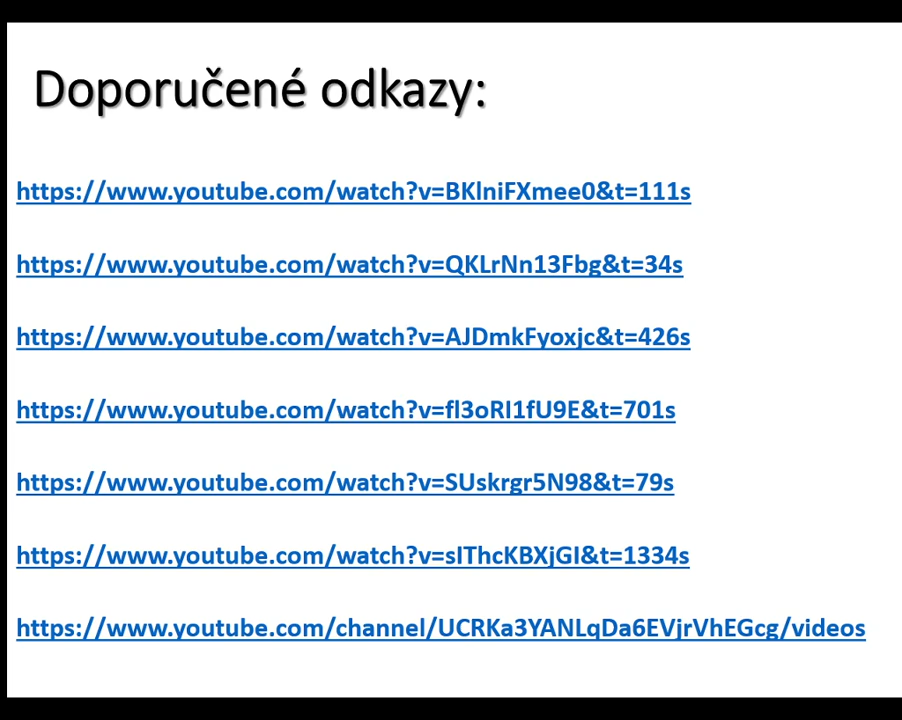 Doporučené odkazy:
https://www.youtube.com/watch?v=BKlniFXmee0&t=111s
https://www.youtube.com/watch?v=QKLrNn13Fbg&t=34s
https://www.youtube.com/watch?v=AJDmkFyoxjc&t=426s
https://www.youtube.com/watch?v=fl3oRI1fU9E&t=701s
https://www.youtube.com/watch?v=SUskrgr5N98&t=79s
https://www.youtube.com/watch?v=sIThcKBXjGI&t=1334s
https://www.youtube.com/channel/UCRKa3YANLqDa6EVjrVhEGcg/videos